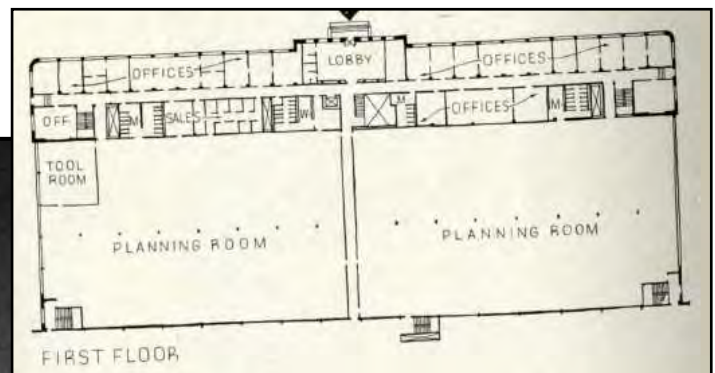 LOBBY
OFFICES
OFFICES
OFF.
M
SALES
W
M
OFFICES
M
TOOL
ROOM
PLANNING ROOM
PLANNING ROOM
FIRST FLOOR